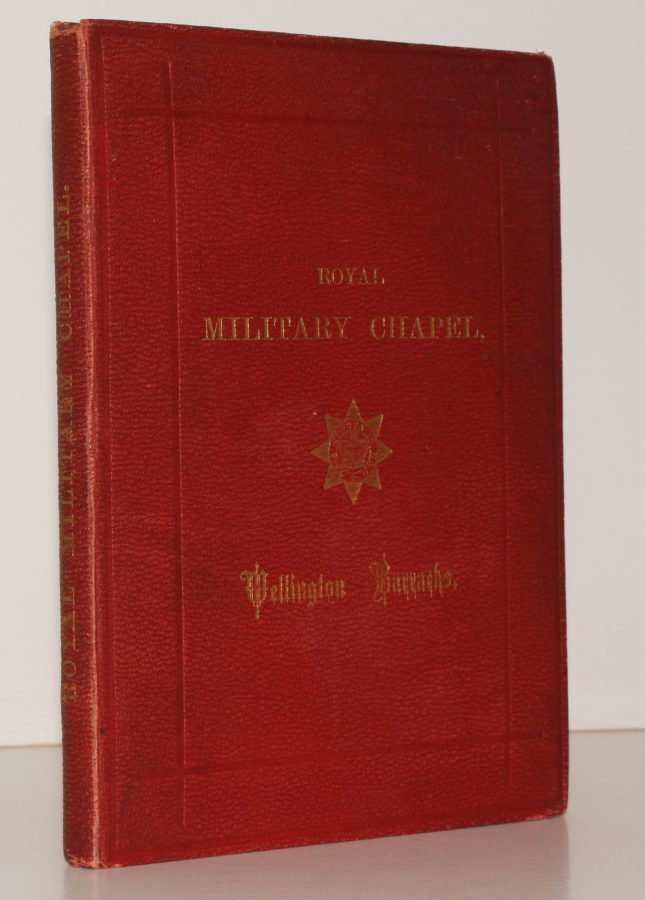 ROYAL MILITARY CHAPEL.
ROYAL
MILITARY CHAPEL,
Wellington Barracks.